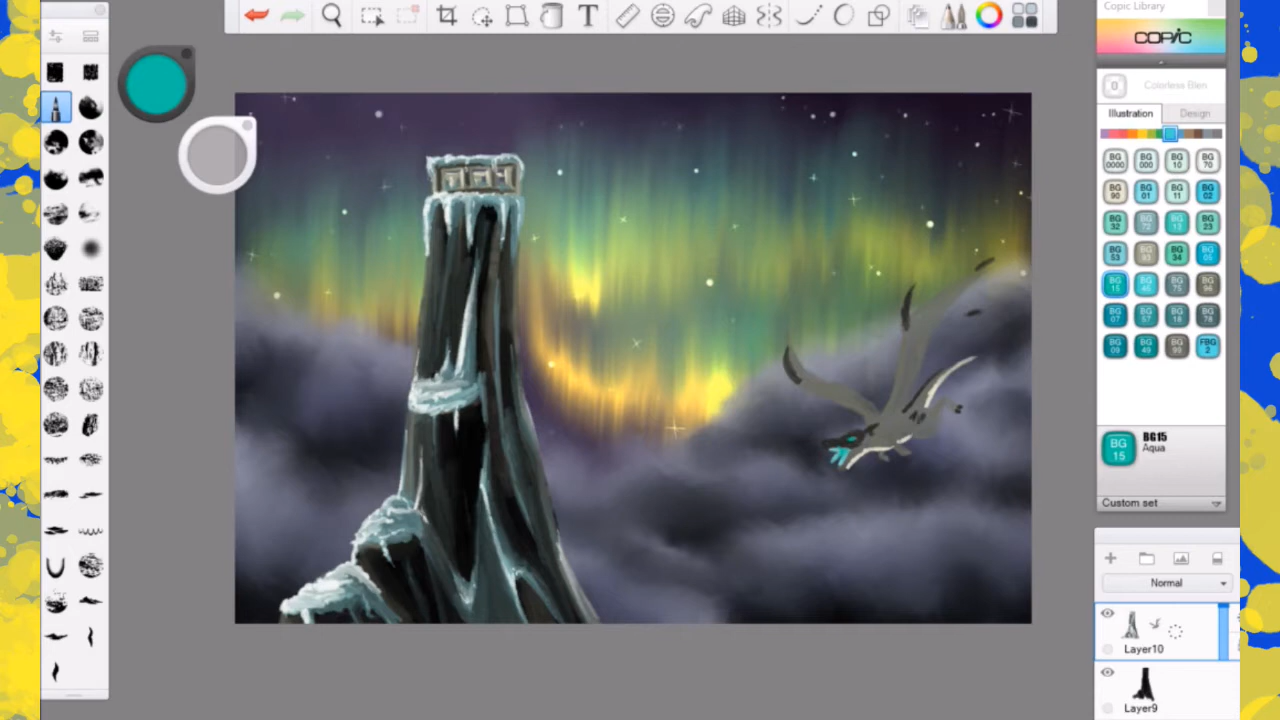 Copic Library
COPIC
0 Colorless Blen
Illustration Design
BG 0000 BG 000 BG 10 BG 70
BG 90 BG 01 BG 11 BG 02
BG 32 BG 72 BG 13 BG 23
BG 53 BG 93 BG 34 BG 05
BG 15 BG 45 BG 75 BG 96
BG 07 BG 57 BG 18 BG 78
BG 09 BG 49 BG 99 FBG 2
BG 15 BG15
Aqua
Custom set
Normal
Layer10
Layer9